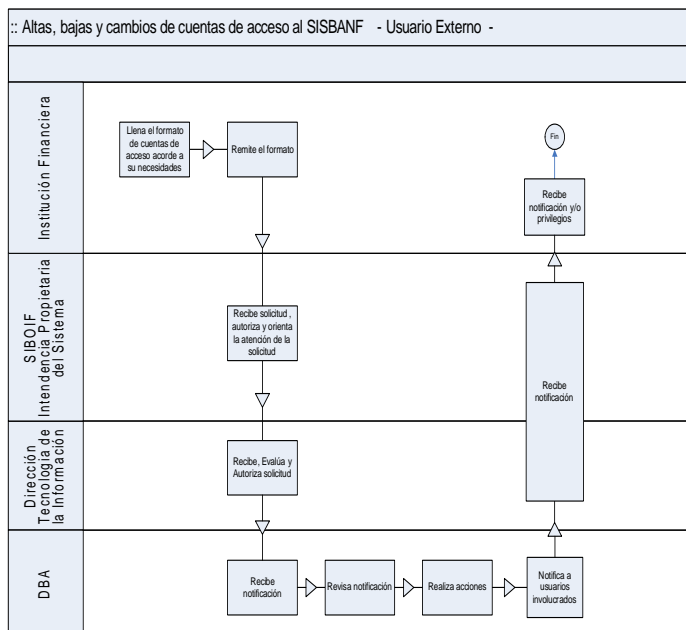 :: Altas, bajas y cambios de cuentas de acceso al SISBANF - Usuario Externo -
Institución Financiera
Llena el formato
de cuentas de
acceso acorde a
su necesidades
Remite el formato
Fin
Recibe
notificación y/o
privilegios
SIBOIF
Intendencia Propietaria
del Sistema
Recibe solicitud ,
autoriza y orienta
la atención de la
solicitud
Recibe
notificación
Dirección
Tecnologia de
la Información
Recibe, Evalúa y
Autoriza solicitud
DBA
Recibe
notificación
Revisa notificación
Realiza acciones
Notifica a
usuarios
involucrados